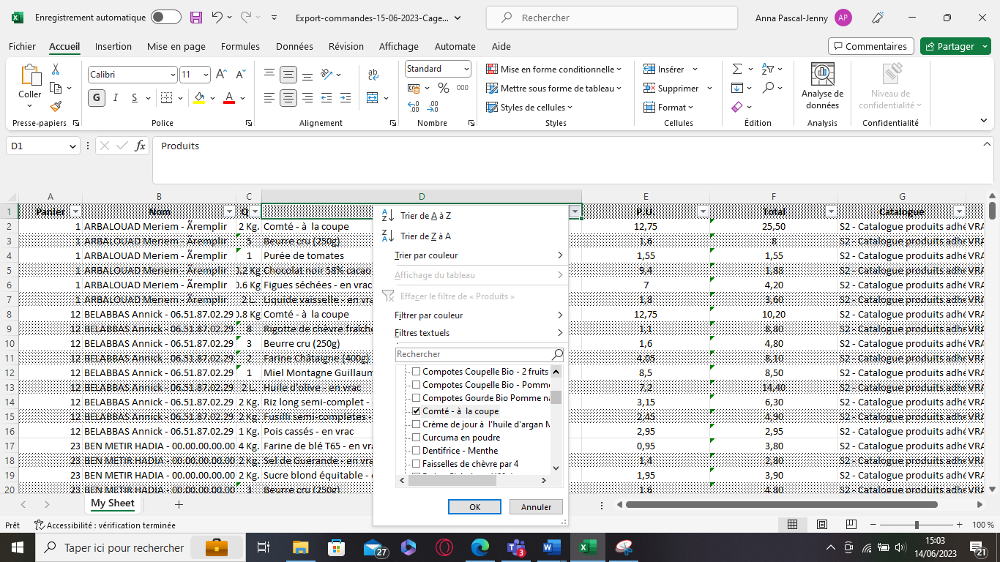 Enregistrement automatique
Export-commandes-15-06-2023-Cage...
Rechercher
Anna Pascal-Jenny AP
Fichier Accueil Insertion Mise en page Formules Données Révision Affichage Automate Aide Commentaires Partager
Coller
Presse-papiers
Calibri 11
G I S
Police
ab
Alignement
Standard
% 000
Nombre
Mise en forme conditionnelle
Mettre sous forme de tableau
Styles de cellules
Styles
Insérer
Supprimer
Format
Cellules
Édition
Analyse de
données
Analysis
Niveau de
confidentialité
Confidentialité
D1 fx Produits
A B C D E F G
1 Panier Nom Q P.U. Total Catalogue
2 1 ARBALOUAD Meriem - Ãremplir 2 Kg. Comté - à la coupe 12,75 25,50 S2 - Catalogue produits adhé VRA
3 1 ARBALOUAD Meriem - Ãremplir 5 Beurre cru (250g) 1,6 8 S2 - Catalogue produits adhé VRA
4 1 ARBALOUAD Meriem - Ãremplir 1 Purée de tomates 1,55 1,55 S2 - Catalogue produits adhé VRA
5 1 ARBALOUAD Meriem - Ãremplir 0.2 Kg Chocolat noir 58% cacao 9,4 1,88 S2 - Catalogue produits adhé VRA
6 1 ARBALOUAD Meriem - Ãremplir 0.6 Kg Figues séchées - en vrac 7 4,20 S2 - Catalogue produits adhé VRA
7 1 ARBALOUAD Meriem - Ãremplir 2 L. Liquide vaisselle - en vra 1,8 3,60 S2 - Catalogue produits adhé VRA
8 12 BELABBAS Annick - 06.51.87.02.29 0.8 Kg Comté - à la coupe 12,75 10,20 S2 - Catalogue produits adhé VRA
9 12 BELABBAS Annick - 06.51.87.02.29 8 Rigotte de chèvre fraîche 1,1 8,80 S2 - Catalogue produits adhé VRA
10 12 BELABBAS Annick - 06.51.87.02.29 3 Beurre cru (250g) 1,6 4,80 S2 - Catalogue produits adhé VRA
11 12 BELABBAS Annick - 06.51.87.02.29 2 Farine Châtaigne (400g) 4,05 8,10 S2 - Catalogue produits adhé VRA
12 12 BELABBAS Annick - 06.51.87.02.29 1 Miel Montagne Guillaum 8,5 8,50 S2 - Catalogue produits adhé VRA
13 12 BELABBAS Annick - 06.51.87.02.29 2 L. Huile d'olive - en vrac 7,2 14,40 S2 - Catalogue produits adhé VRA
14 12 BELABBAS Annick - 06.51.87.02.29 2 Kg. Riz long semi-complet - 3,15 6,30 S2 - Catalogue produits adhé VRA
15 12 BELABBAS Annick - 06.51.87.02.29 2 Kg. Fusilli semi-complètes - 2,45 4,90 S2 - Catalogue produits adhé VRA
16 12 BELABBAS Annick - 06.51.87.02.29 1 Kg. Pois cassés - en vrac 2,95 2,95 S2 - Catalogue produits adhé VRA
17 23 BEN METIR HADIA - 00.00.00.00.00 4 Kg. Farine de blé T65 - en vra 0,95 3,80 S2 - Catalogue produits adhé VRA
18 23 BEN METIR HADIA - 00.00.00.00.00 2 Kg. Sel de Guérande - en vra 1,4 2,80 S2 - Catalogue produits adhé VRA
19 23 BEN METIR HADIA - 00.00.00.00.00 2 Kg. Sucre blond équitable - 1,95 3,90 S2 - Catalogue produits adhé VRA
20 23 BEN METIR HADIA - 00.00.00.00.00 3 Beurre cru (250g) 1,6 4,80 S2 - Catalogue produits adhé VRA
Trier de A à Z
Trier de Z à A
Trier par couleur
Affichage du tableau
Effacer le filtre de « Produits »
Filtrer par couleur
Filtres textuels
Rechercher
Compotes Coupelle Bio - 2 fruits
Compotes Coupelle Bio - Pomme
Compotes Gourde Bio Pomme na
Comté - à la coupe
Crème de jour à l'huile d'argan M
Curcuma en poudre
Dentifrice - Menthe
Faisselles de chèvre par 4
OK Annuler
My Sheet
Prêt Accessibilité : vérification terminée 100 %
Taper ici pour rechercher
27
3
15:03
14/06/2023
21